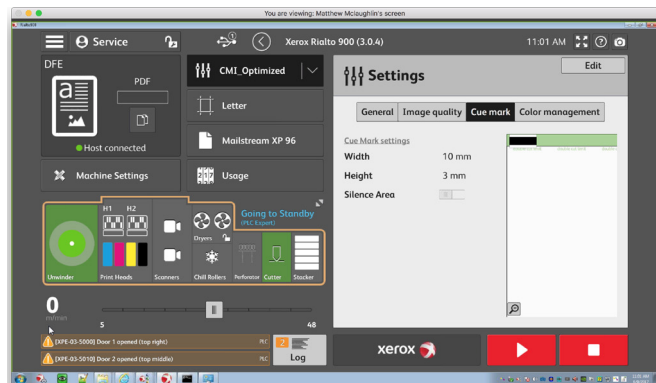 You are viewing: Matthew Mclaughlin's screen
Service
Xerox Rialto 900 (3.0.4)
11:01 AM
DFE
PDF
Host connected
Machine Settings
CMI_Optimized
Letter
Mailstream XP 96
Usage
Settings
Edit
General
Image quality
Cue mark
Color management
Cue Mark settings
Width 10 mm
Height 3 mm
Silence Area
H1 H2
Going to Standby
(PLC Expert)
Dryers
Unwinder
Print Heads
Scanners
Chill Rollers
Perforator
Cutter
Stacker
0
m/min
5
48
[XPE-03-5000] Door 1 opened (top right)
PLC
[XPE-03-5010] Door 2 opened (top middle)
PLC
2
Log
xerox